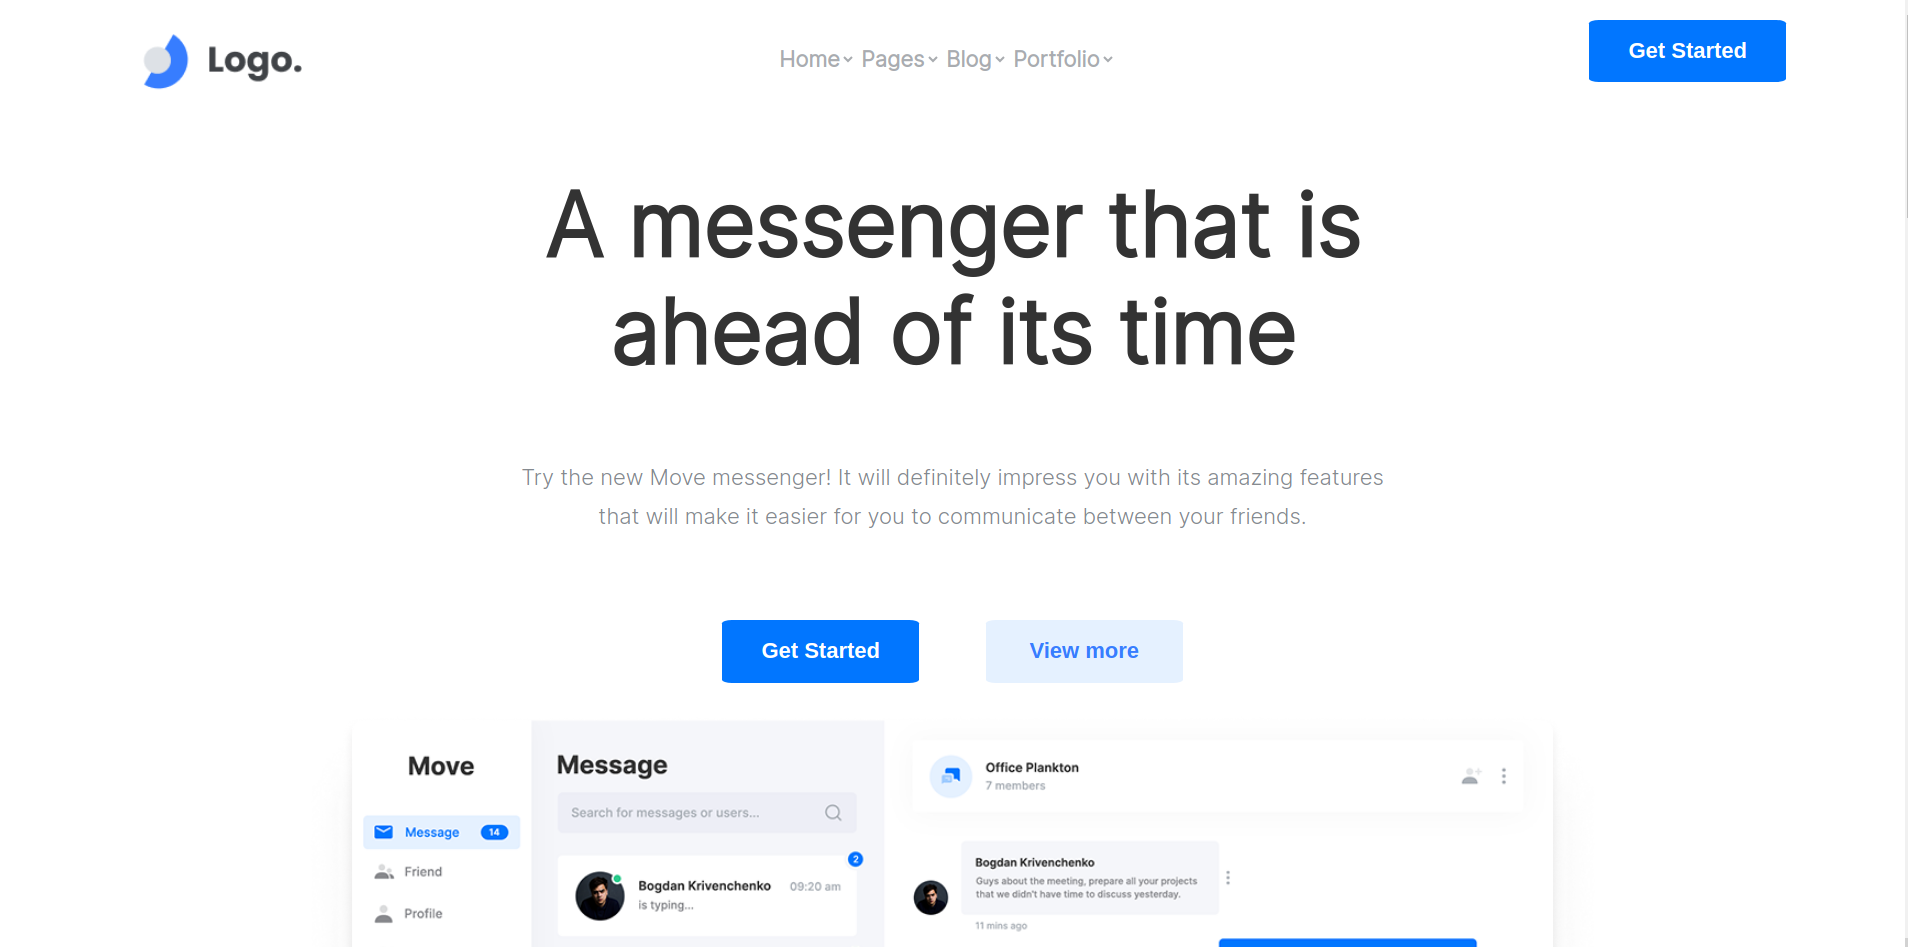 Logo.
Home Pages Blog Portfolio
Get Started
A messenger that is
ahead of its time
Try the new Move messenger! It will definitely impress you with its amazing features
that will make it easier for you to communicate between your friends.
Get Started
View more
Move
Message 14
Friend
Profile
Message
Search for messages or users...
2
Bogdan Krivenchenko 09:20 am
is typing...
Office Plankton
7 members
Bogdan Krivenchenko
Guys about the meeting, prepare all your projects
that we didn't have time to discuss yesterday.
11 mins ago